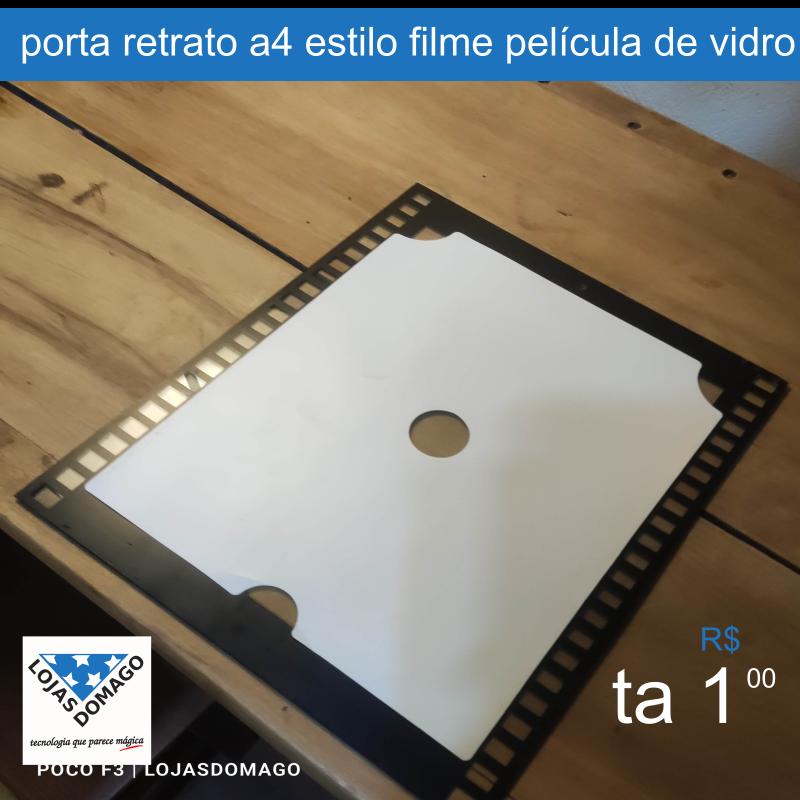 porta retrato a4 estilo filme película de vidro
R$
ta 1 00
LOJAS DOMAGO
tecnologia que parece mágica
POCO F3 | LOJASDOMAGO